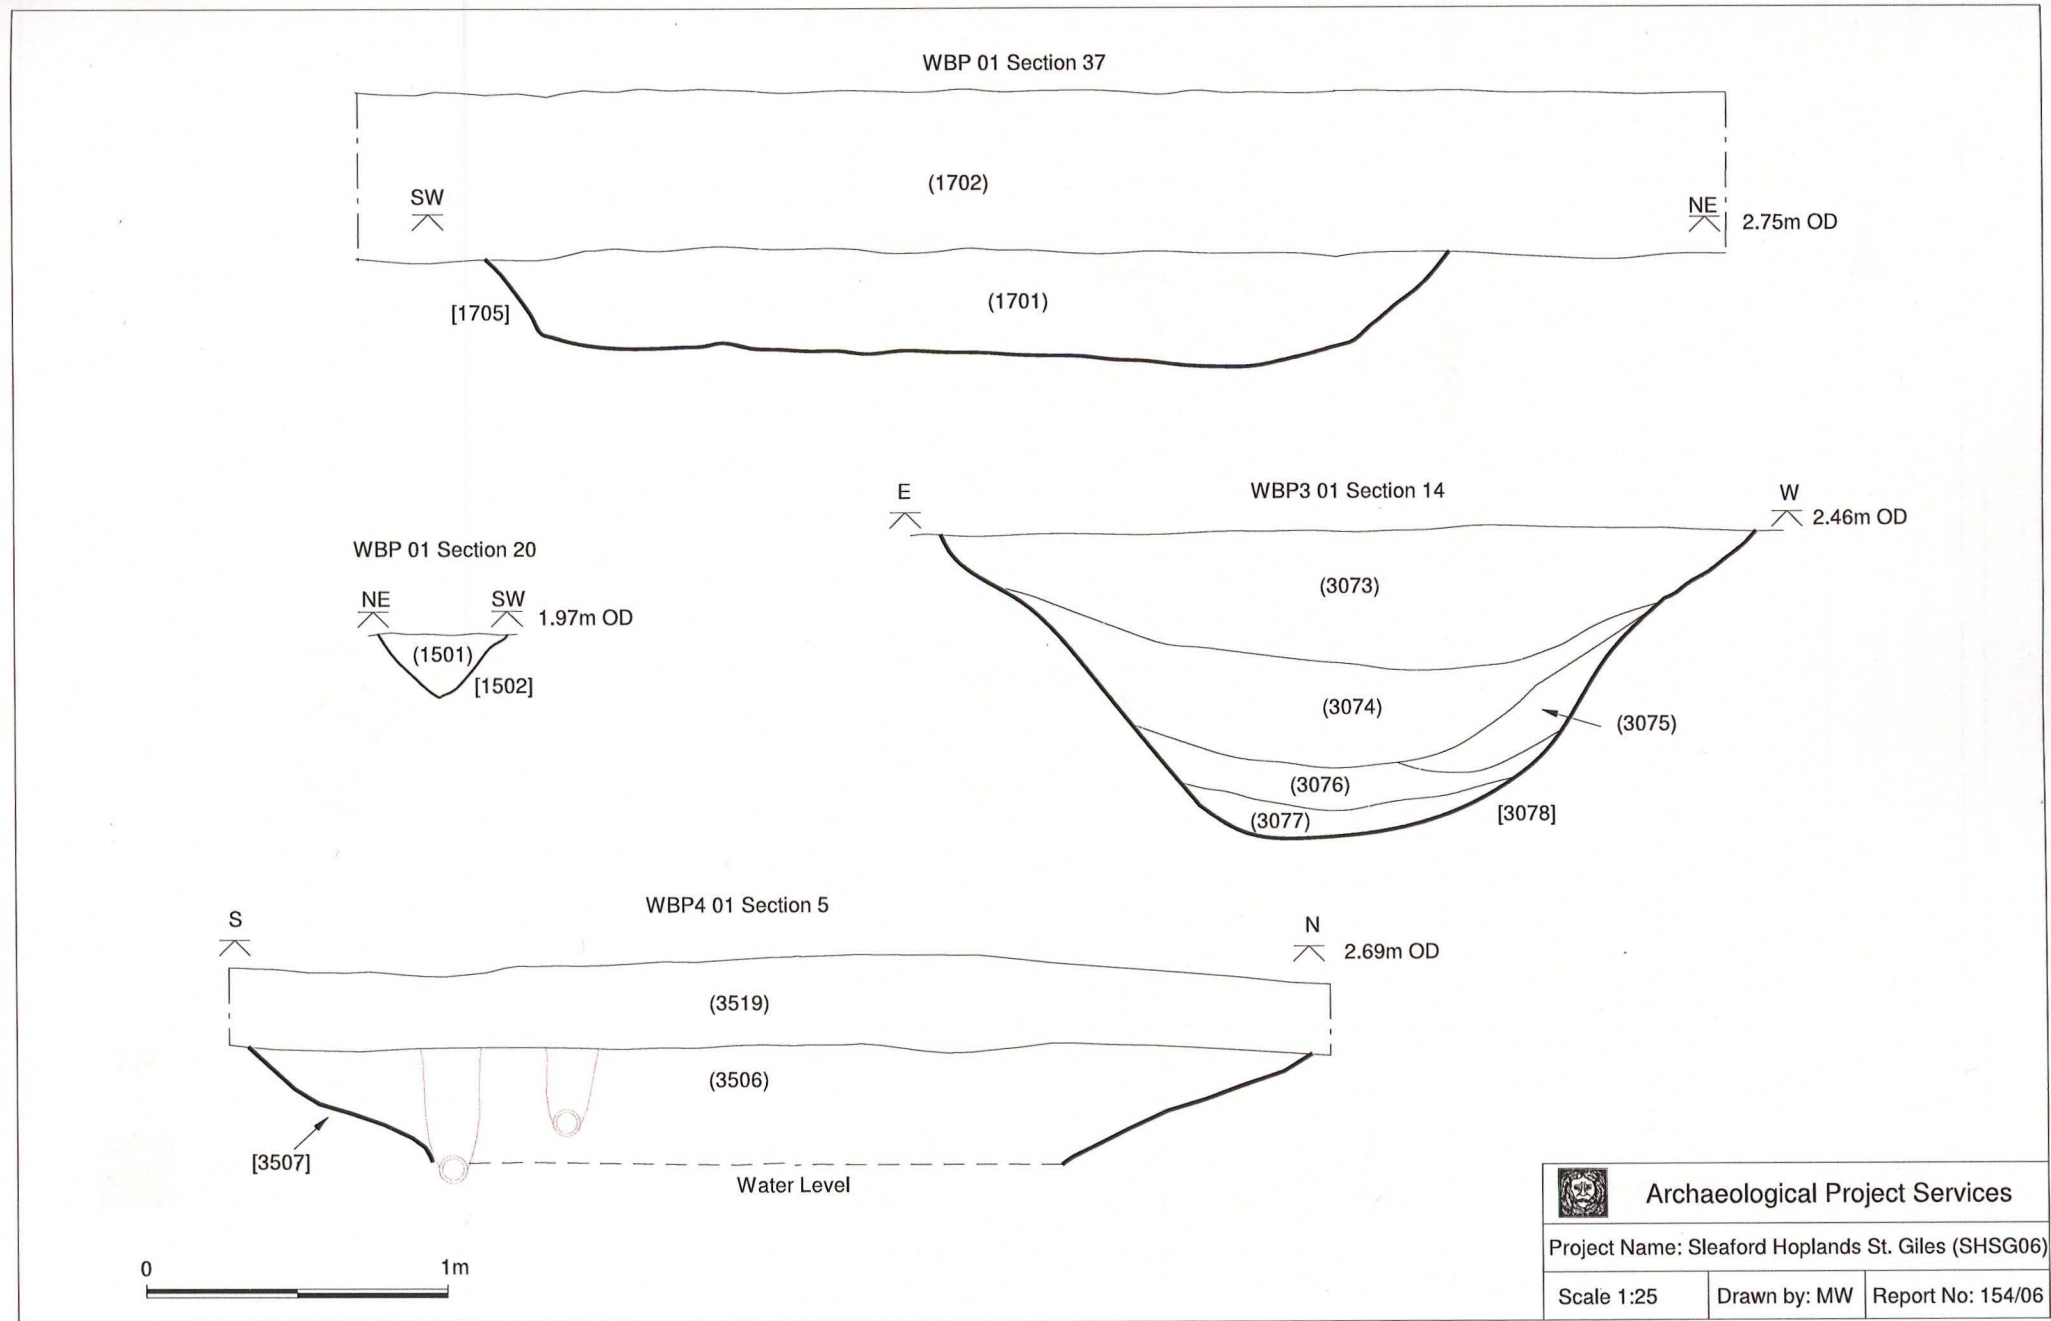 WBP 01 Section 37
(1702)
SW
NE
2.75m OD
(1701)
[1705]
WBP3 01 Section 14
E
W
2.46m OD
(3073)
(3074)
(3075)
(3076)
(3077)
[3078]
WBP 01 Section 20
NE
SW
1.97m OD
(1501)
[1502]
WBP4 01 Section 5
S
N
2.69m OD
(3519)
(3506)
[3507]
Water Level
0
1m
Archaeological Project Services
Project Name: Sleaford Hoplands St. Giles (SHSG06)
Scale 1:25
Drawn by: MW
Report No: 154/06